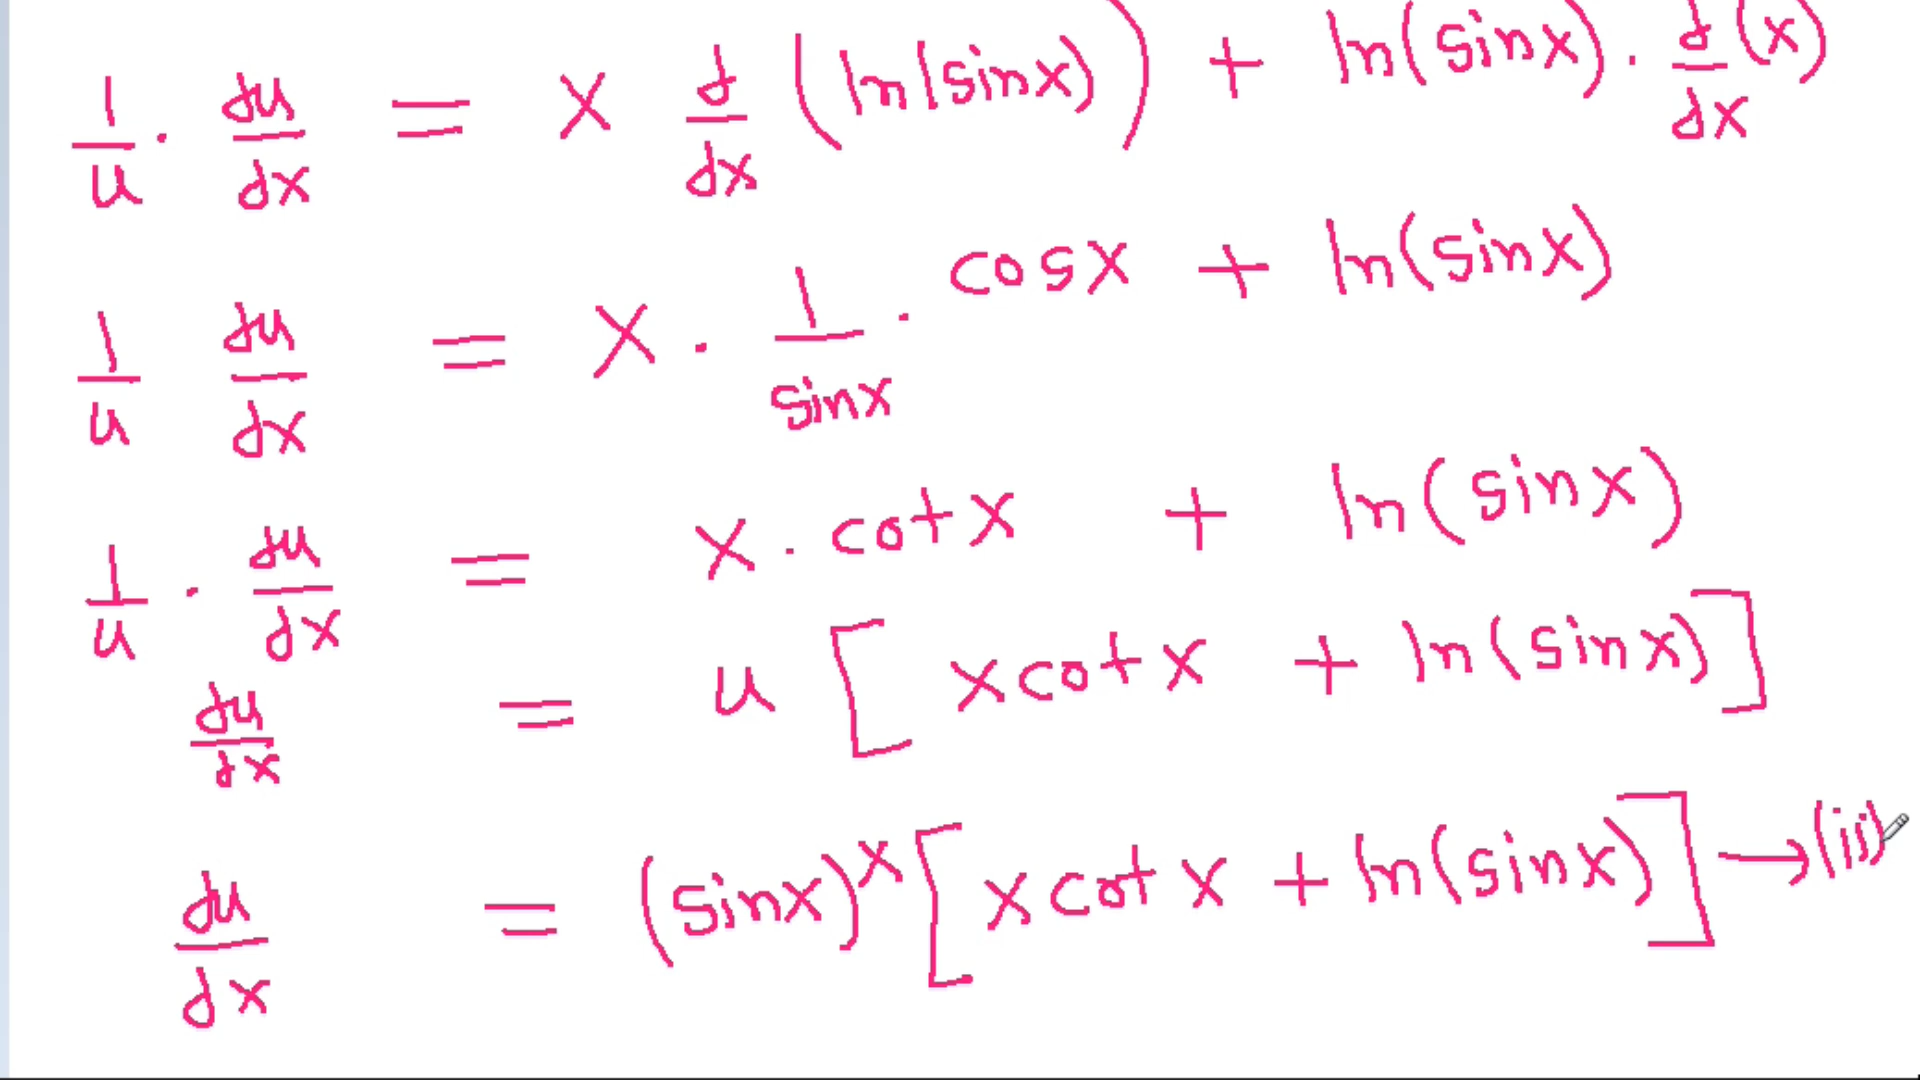 1/u . du/dx = x d/dx (ln(sinx)) + ln(sinx) . d/dx (x)
1/u du/dx = x . 1/sinx . cosx + ln(sinx)
1/u . du/dx = x . cotx + ln(sinx)
du/dx = u [ xcotx + ln(sinx) ]
du/dx = (sinx)^x [ xcotx + ln(sinx) ] → (ii)